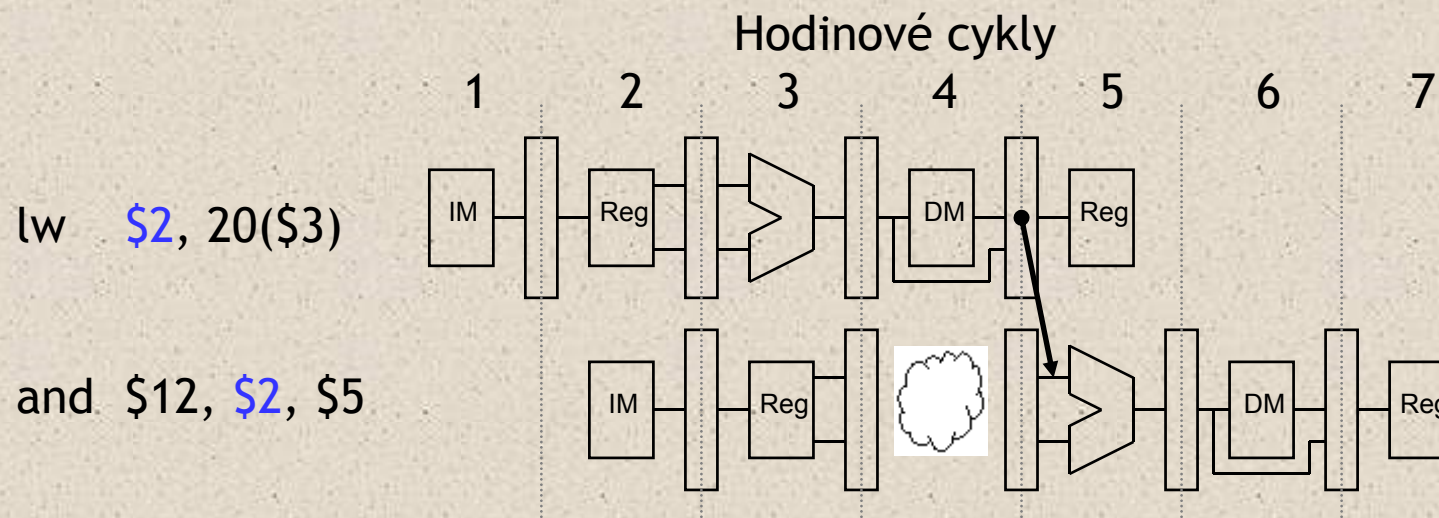 Hodinové cykly
1 2 3 4 5 6 7
lw $2, 20($3)
IM Reg DM Reg
and $12, $2, $5
IM Reg DM Reg